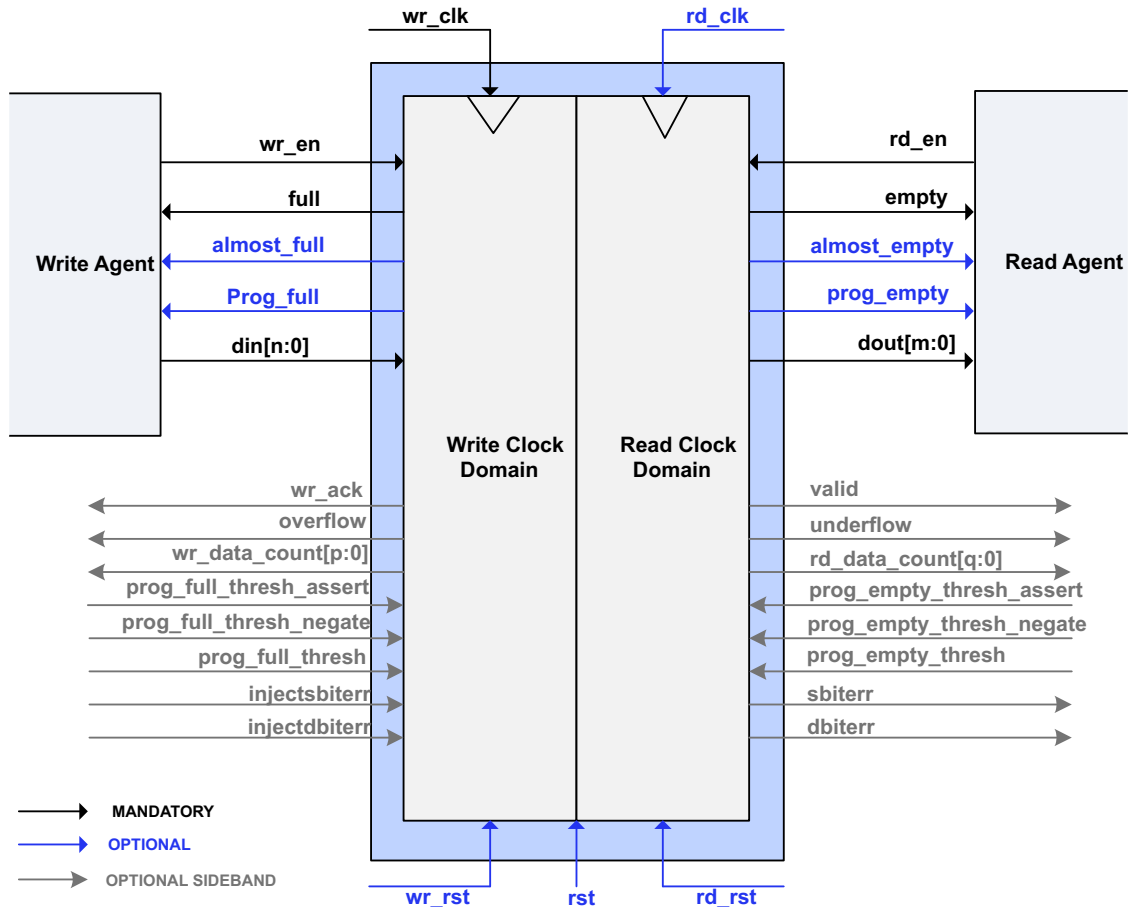 wr_clk
rd_clk
wr_en
rd_en
full
empty
almost_full
almost_empty
Write Agent
Read Agent
Prog_full
prog_empty
din[n:0]
dout[m:0]
Write Clock
Domain
Read Clock
Domain
wr_ack
valid
overflow
underflow
wr_data_count[p:0]
rd_data_count[q:0]
prog_full_thresh_assert
prog_empty_thresh_assert
prog_full_thresh_negate
prog_empty_thresh_negate
prog_full_thresh
prog_empty_thresh
injectsbiterr
sbiterr
injectdbiterr
dbiterr
MANDATORY
OPTIONAL
OPTIONAL SIDEBAND
wr_rst
rst
rd_rst